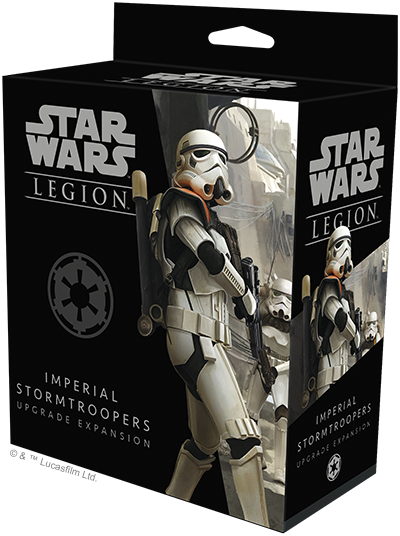 STAR
WARS
LEGION
IMPERIAL
STORMTROOPERS
UPGRADE EXPANSION
© & ™ Lucasfilm Ltd.
STAR
WARS
LEGION
IMPERIAL
STORMTROOPERS
UPGRADE EXPANSION